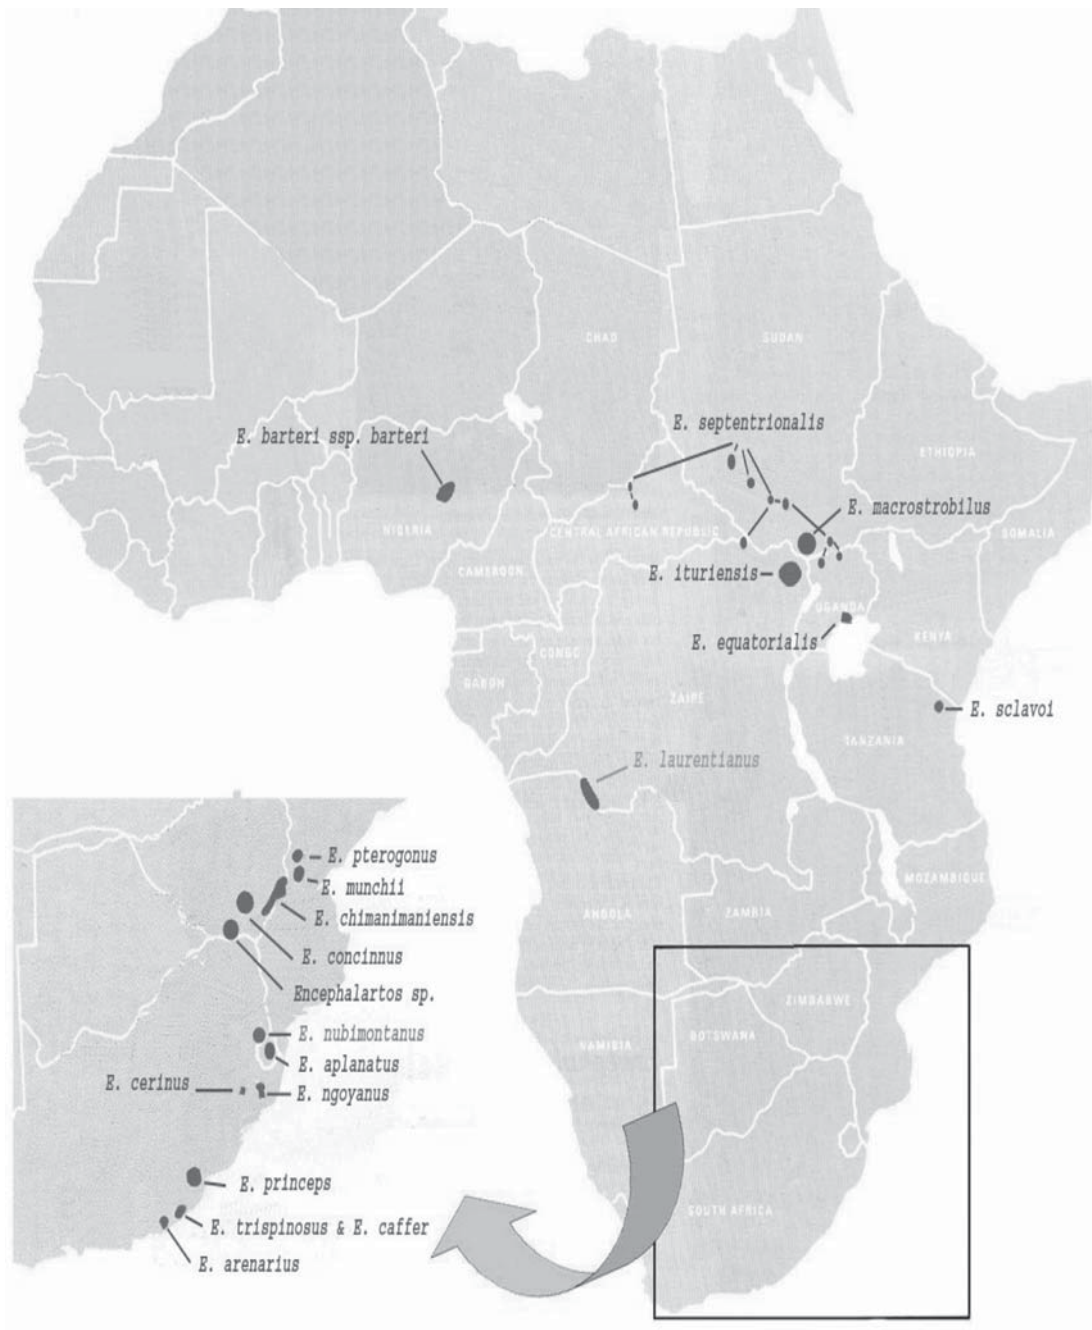 CHAD
SUDAN
E. septentrionalis
E. barteri ssp. barteri
ETHIOPIA
E. macrostrobilus
NIGERIA
CENTRAL AFRICAN REPUBLIC
SOMALIA
CAMEROON
E. ituriensis
UGANDA
E. equatorialis
KENYA
CONGO
GABON
ZAIRE
E. sclavoi
TANZANIA
E. laurentianus
MOZAMBIQUE
ANGOLA
ZAMBIA
ZIMBABWE
BOTSWANA
NAMIBIA
SOUTH AFRICA
E. pterogonus
E. munchii
E. chimanimaniensis
E. concinnus
Encephalartos sp.
E. nubimontanus
E. aplanatus
E. cerinus
E. ngoyanus
E. princeps
E. trispinosus & E. caffer
E. arenarius